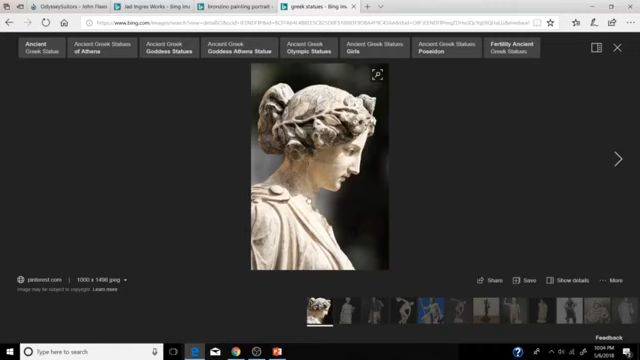 OdysseySuitors - John Flaxm
Jad Ingres Works - Bing ima
bronzino painting portrait -
greek statues - Bing ima
Ancient
Greek Statue
Ancient Greek Statues
of Athena
Ancient Greek
Goddess Statues
Ancient Greek
Goddess Athena Statue
Ancient Greek
Olympic Statues
Ancient Greek Statues
Girls
Ancient Greek Statues
Poseidon
Fertility Ancient
Greek Statues
pinterest.com
1000 x 1498 jpeg
Image may be subject to copyright. Learn more
Share
Save
Show details
More
Feedback
Type here to search
10:04 PM
5/6/2018